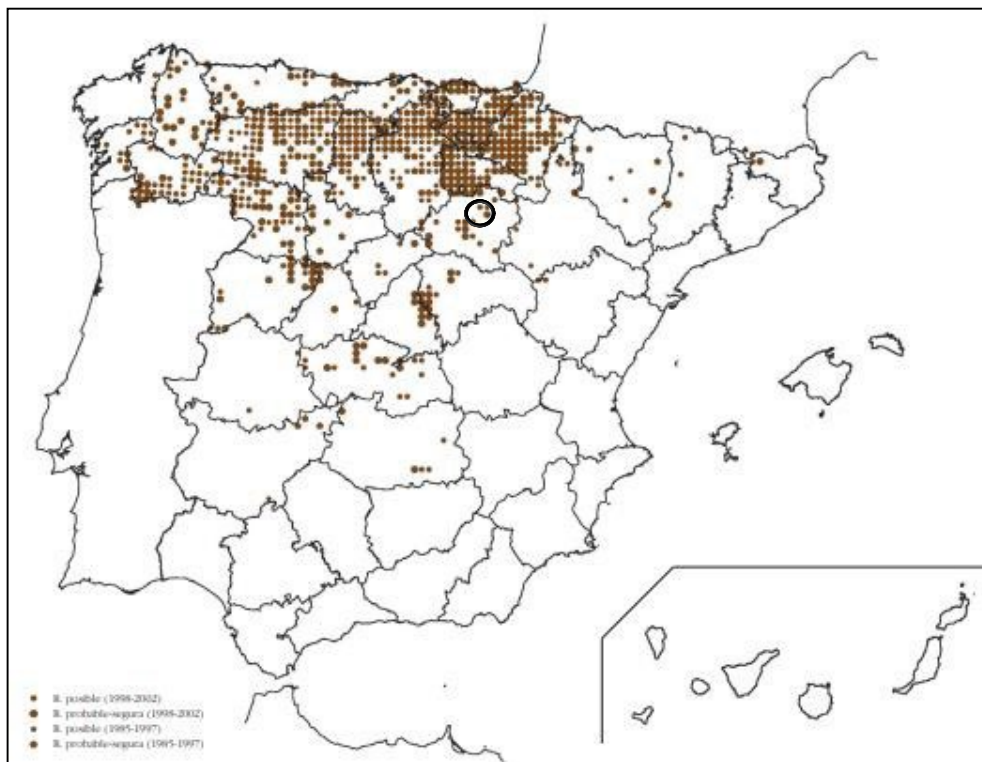 B. posible (1998-2002)
B. probable-segura (1998-2002)
B. posible (1985-1997)
B. probable-segura (1985-1997)